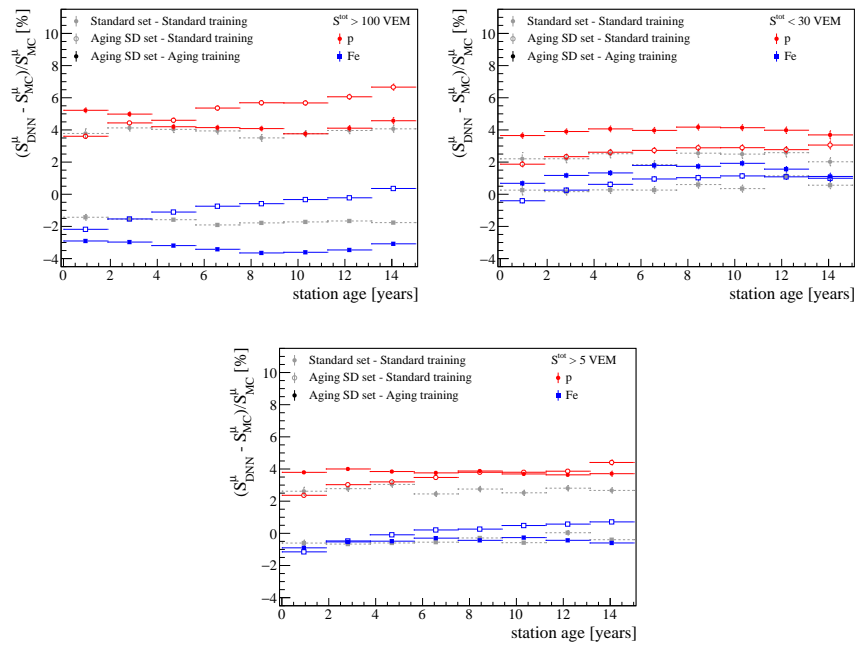 (S^μ_DNN - S^μ_MC)/S^μ_MC [%]
Standard set - Standard training
Aging SD set - Standard training
Aging SD set - Aging training
S^tot > 100 VEM
p
Fe
10
8
6
4
2
0
−2
−4
0 2 4 6 8 10 12 14
station age [years]
(S^μ_DNN - S^μ_MC)/S^μ_MC [%]
Standard set - Standard training
Aging SD set - Standard training
Aging SD set - Aging training
S^tot < 30 VEM
p
Fe
10
8
6
4
2
0
−2
−4
0 2 4 6 8 10 12 14
station age [years]
(S^μ_DNN - S^μ_MC)/S^μ_MC [%]
Standard set - Standard training
Aging SD set - Standard training
Aging SD set - Aging training
S^tot > 5 VEM
p
Fe
10
8
6
4
2
0
−2
−4
0 2 4 6 8 10 12 14
station age [years]